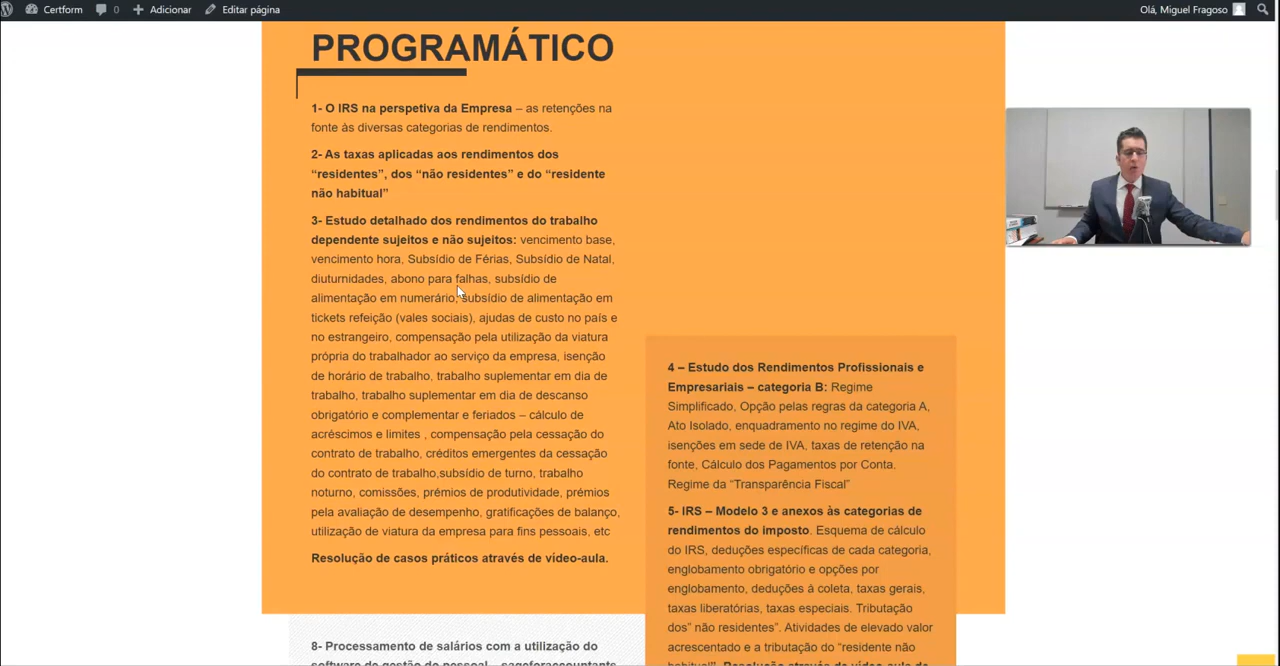 Certform
0
Adicionar
Editar página
Olá, Miguel Fragoso
PROGRAMÁTICO
1- O IRS na perspetiva da Empresa – as retenções na
fonte às diversas categorias de rendimentos.
2- As taxas aplicadas aos rendimentos dos
“residentes”, dos “não residentes” e do “residente
não habitual”
3- Estudo detalhado dos rendimentos do trabalho
dependente sujeitos e não sujeitos: vencimento base,
vencimento hora, Subsídio de Férias, Subsídio de Natal,
diuturnidades, abono para falhas, subsídio de
alimentação em numerário, subsídio de alimentação em
tickets refeição (vales sociais), ajudas de custo no país e
no estrangeiro, compensação pela utilização da viatura
própria do trabalhador ao serviço da empresa, isenção
de horário de trabalho, trabalho suplementar em dia de
trabalho, trabalho suplementar em dia de descanso
obrigatório e complementar e feriados – cálculo de
acréscimos e limites , compensação pela cessação do
contrato de trabalho, créditos emergentes da cessação
do contrato de trabalho,subsídio de turno, trabalho
noturno, comissões, prémios de produtividade, prémios
pela avaliação de desempenho, gratificações de balanço,
utilização de viatura da empresa para fins pessoais, etc
Resolução de casos práticos através de vídeo-aula.
4 – Estudo dos Rendimentos Profissionais e
Empresariais – categoria B: Regime
Simplificado, Opção pelas regras da categoria A,
Ato Isolado, enquadramento no regime do IVA,
isenções em sede de IVA, taxas de retenção na
fonte, Cálculo dos Pagamentos por Conta.
Regime da “Transparência Fiscal”
5- IRS – Modelo 3 e anexos às categorias de
rendimentos do imposto. Esquema de cálculo
do IRS, deduções específicas de cada categoria,
englobamento obrigatório e opções por
englobamento, deduções à coleta, taxas gerais,
taxas liberatórias, taxas especiais. Tributação
dos” não residentes”. Atividades de elevado valor
acrescentado e a tributação do “residente não
habitual”. Resolução através de vídeo-aula de
8- Processamento de salários com a utilização do
software de gestão de pessoal – sageforaccountants